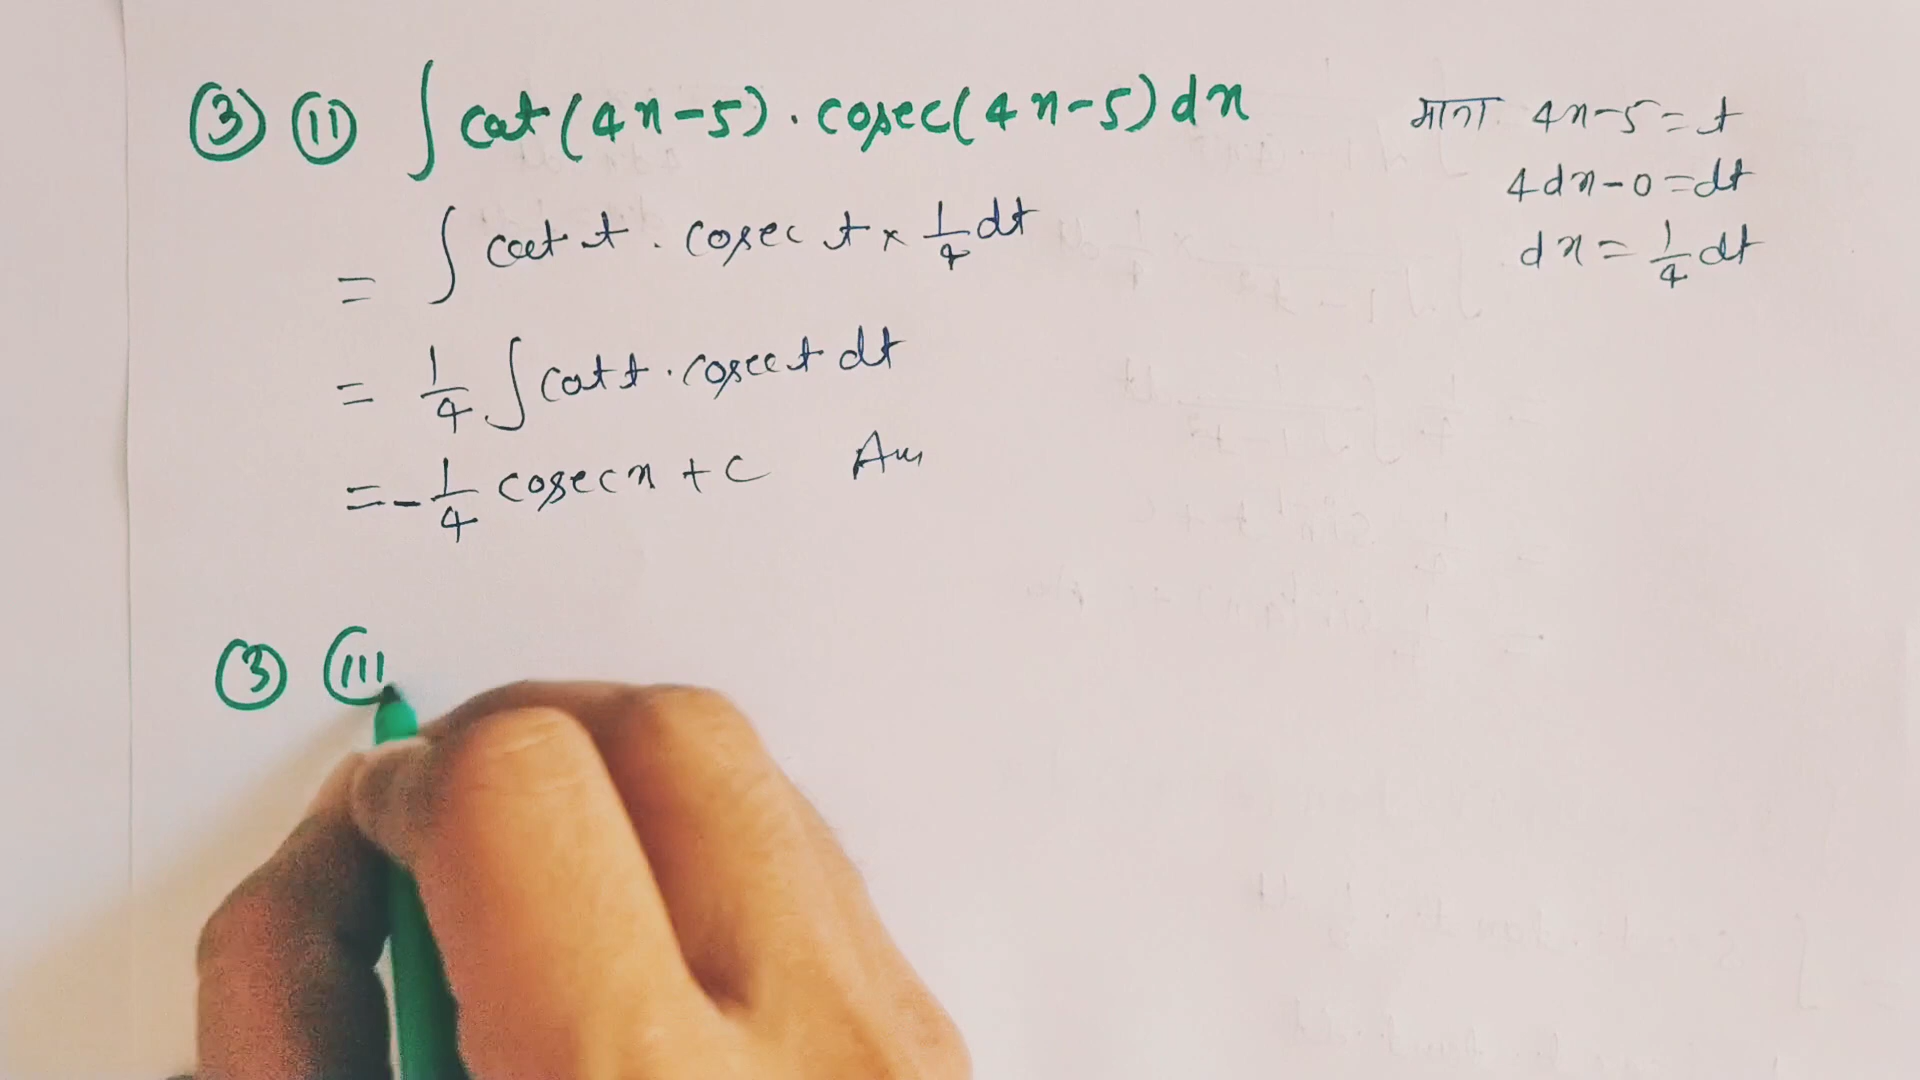 ③ (ii) ∫ cot(4x-5) . cosec(4x-5) dx
माना 4x-5 = t
4dx-0 = dt
dx = 1/4 dt
= ∫ cot t . cosec t × 1/4 dt
= 1/4 ∫ cot t . cosec t dt
= -1/4 cosec x + c Ans
③ (iii